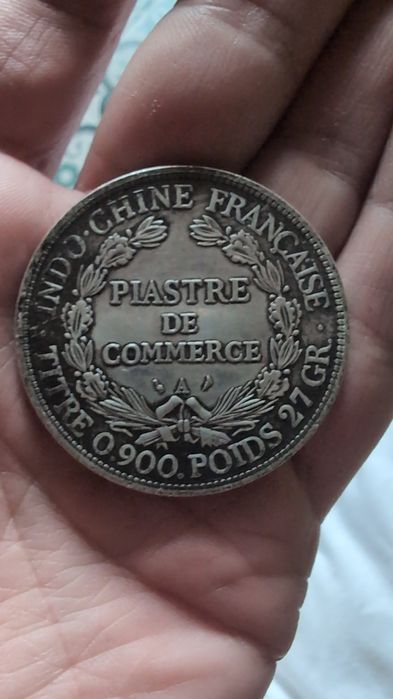 INDO-CHINE FRANÇAISE
PIASTRE
DE
COMMERCE
A
TITRE 0.900. POIDS 27 GR.